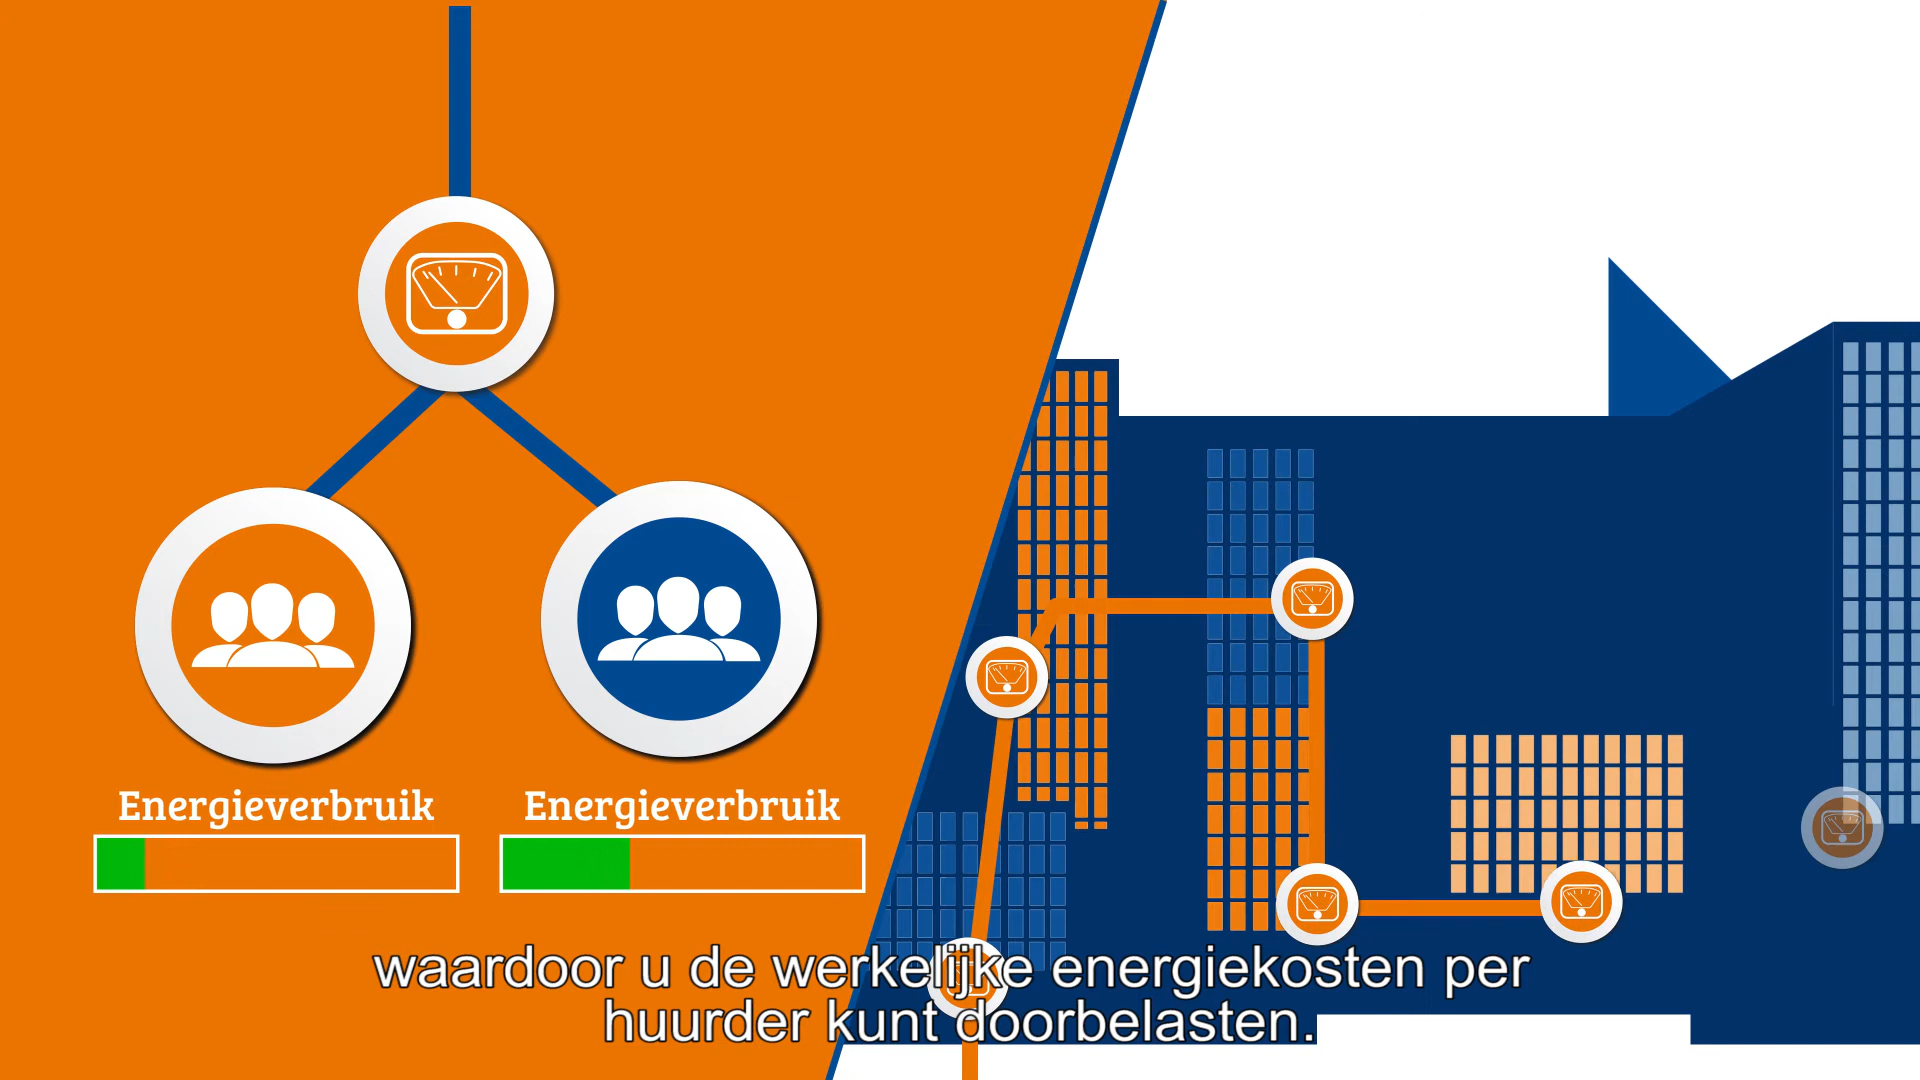 Energieverbruik
Energieverbruik
waardoor u de werkelijke energiekosten per
huurder kunt doorbelasten.